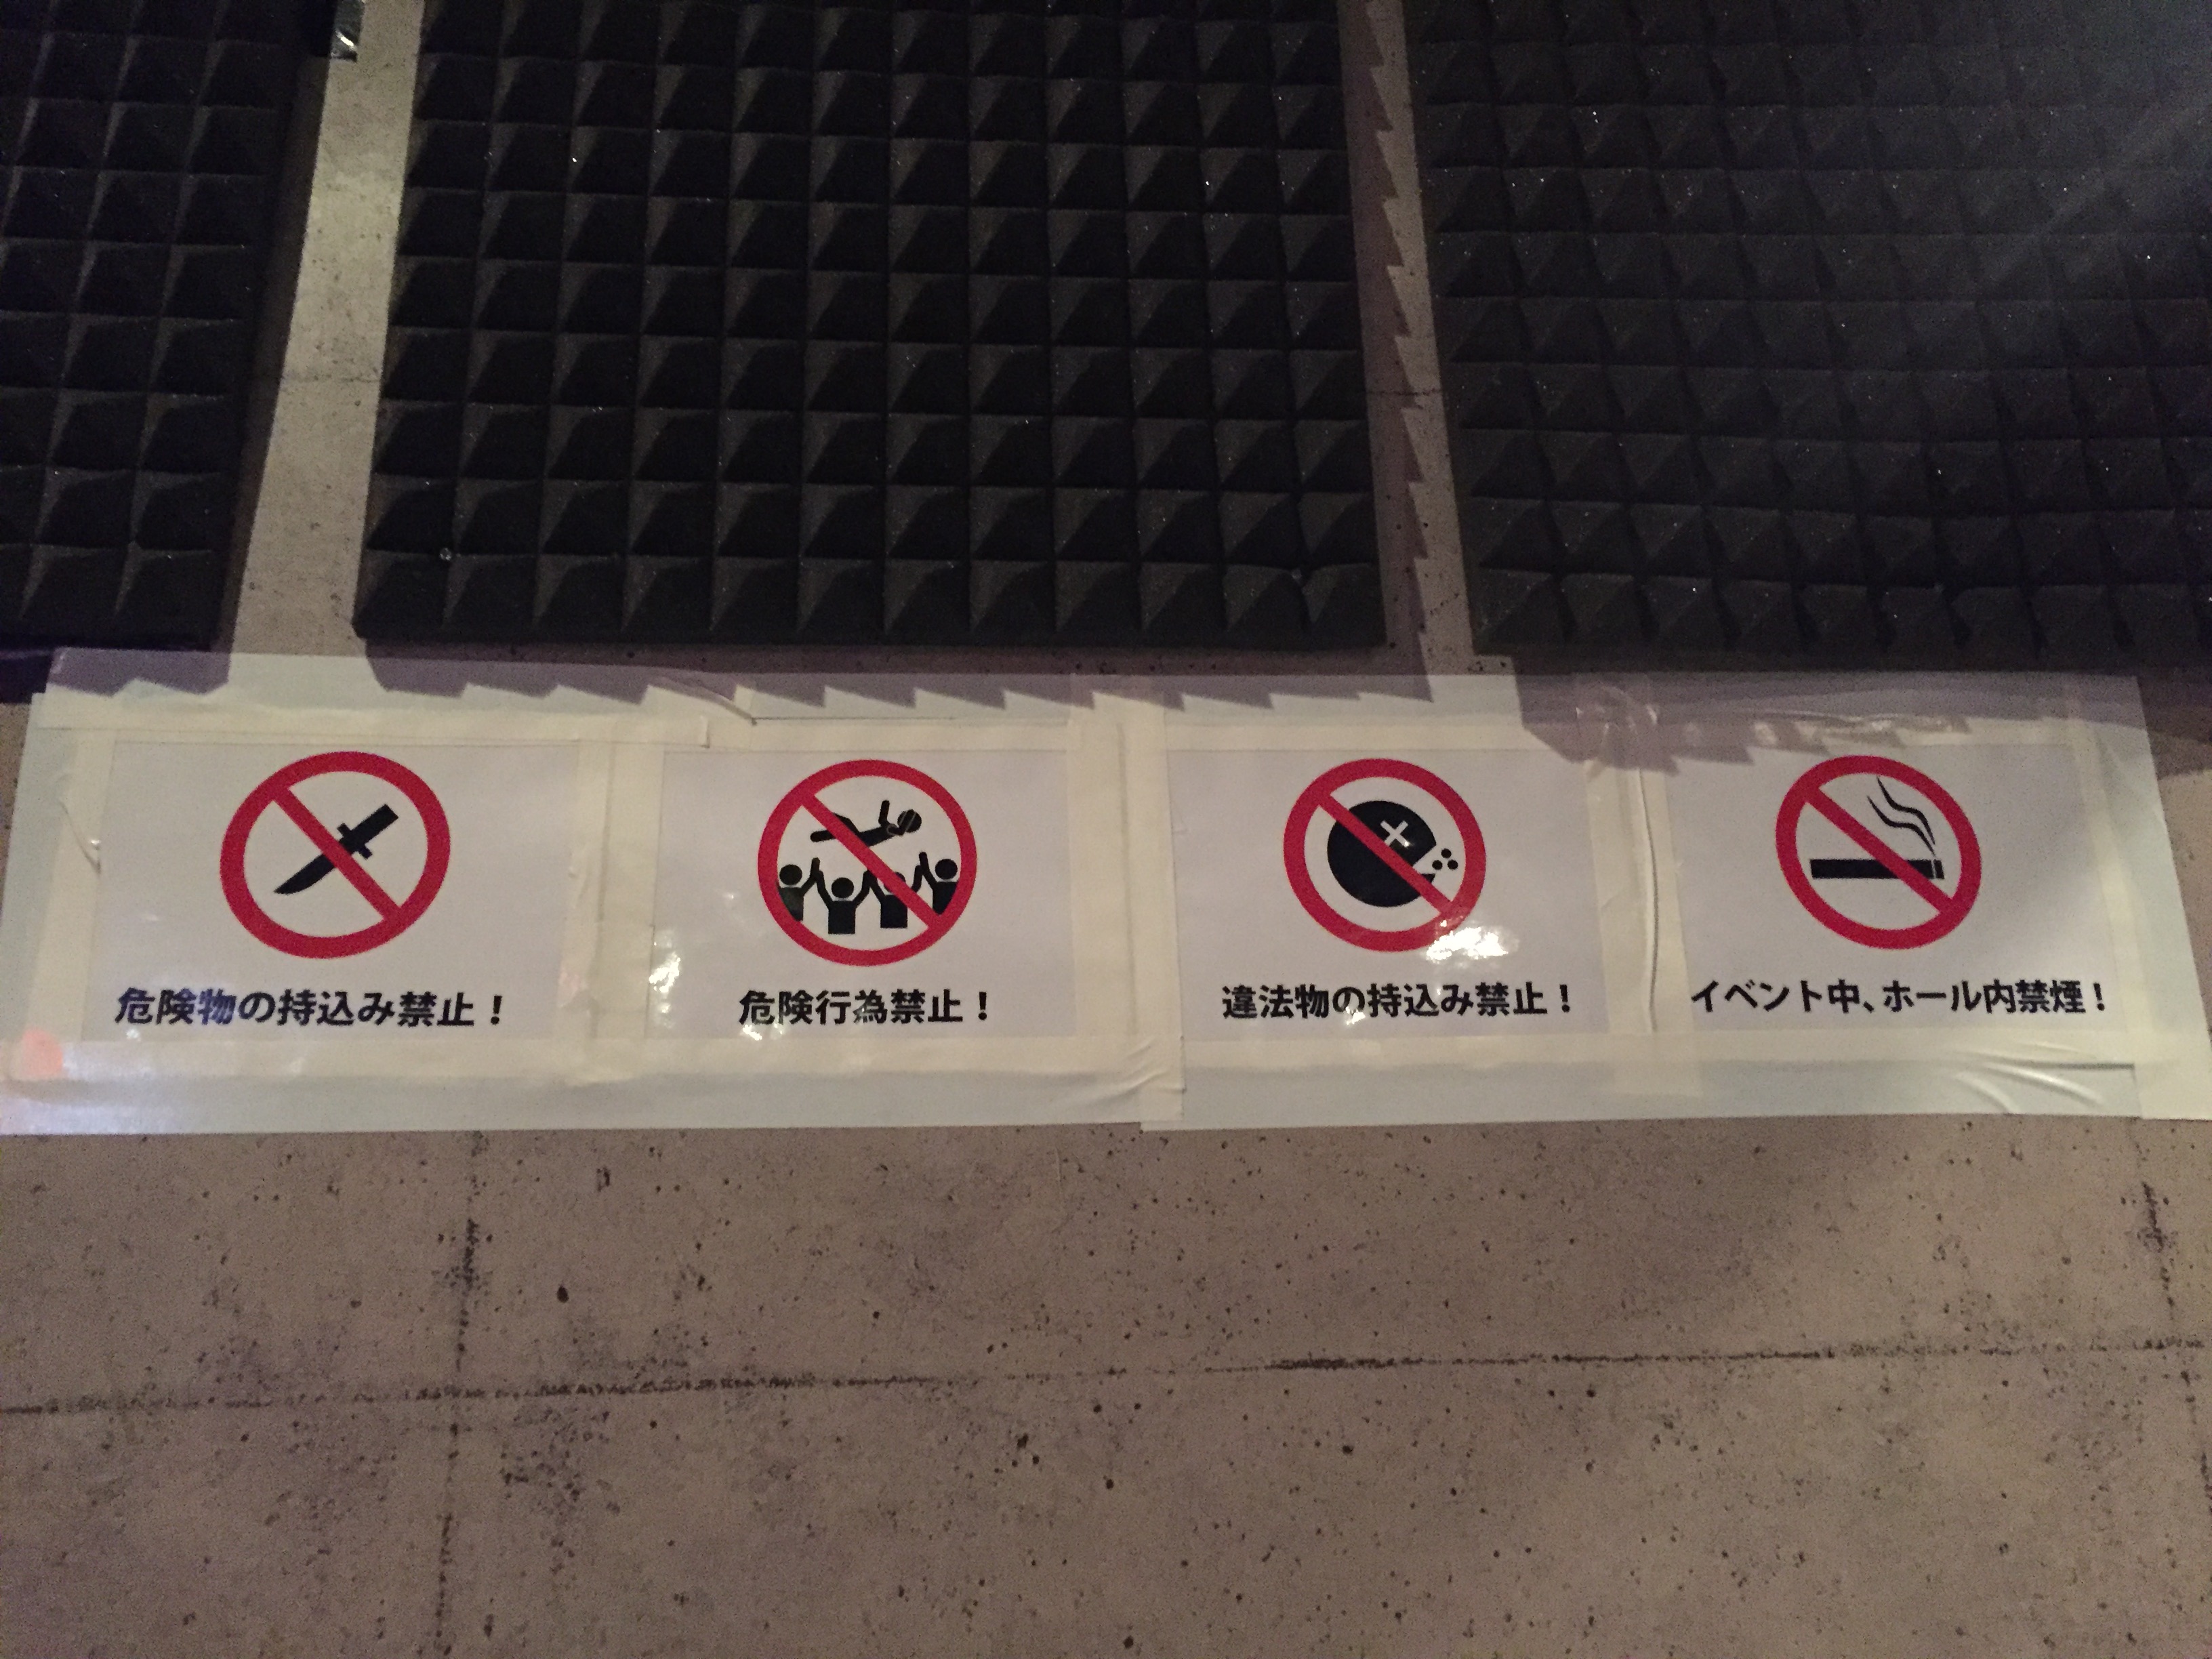 危険物の持込み禁止！
危険行為禁止！
違法物の持込み禁止！
イベント中、ホール内禁煙！